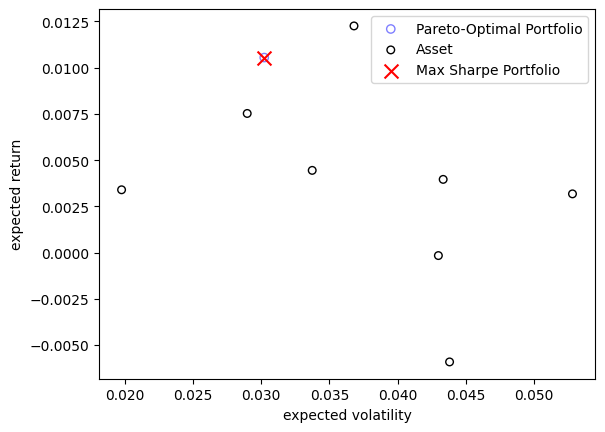 0.0125
0.0100
0.0075
0.0050
0.0025
0.0000
−0.0025
−0.0050
expected return
Pareto-Optimal Portfolio
Asset
Max Sharpe Portfolio
0.020 0.025 0.030 0.035 0.040 0.045 0.050
expected volatility